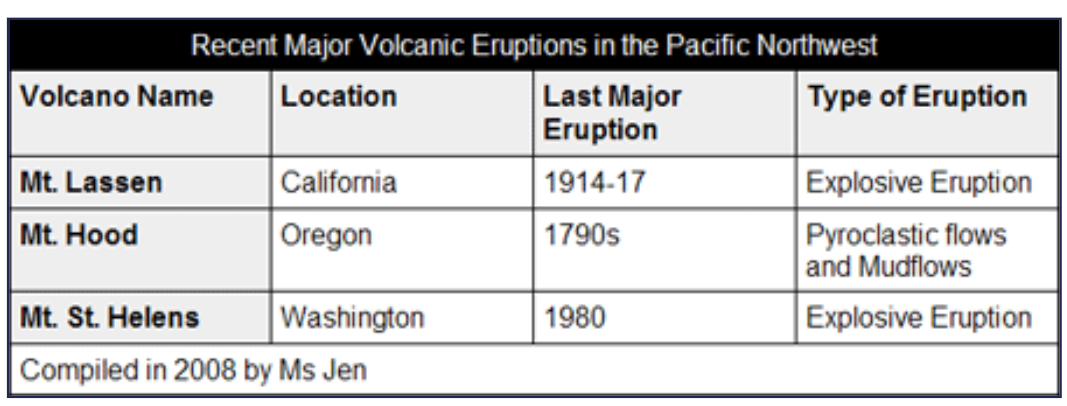 Recent Major Volcanic Eruptions in the Pacific Northwest
Volcano Name Location Last Major Eruption Type of Eruption
Mt. Lassen California 1914-17 Explosive Eruption
Mt. Hood Oregon 1790s Pyroclastic flows and Mudflows
Mt. St. Helens Washington 1980 Explosive Eruption
Compiled in 2008 by Ms Jen